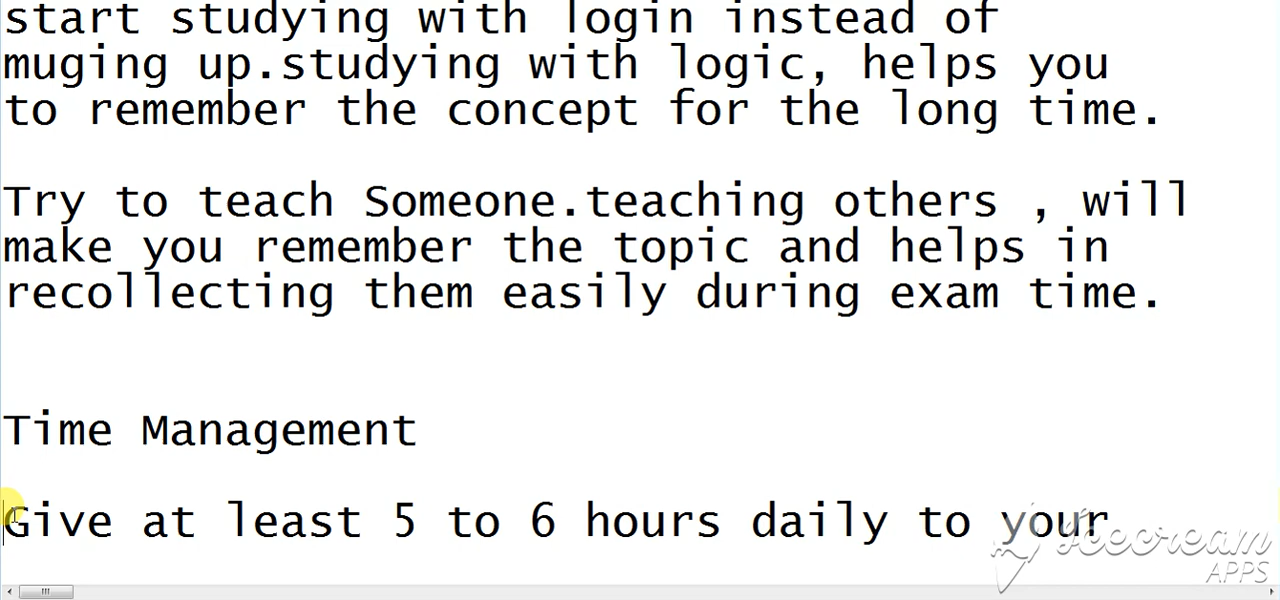 start studying with login instead of
muging up.studying with logic, helps you
to remember the concept for the long time.
Try to teach Someone.teaching others , will
make you remember the topic and helps in
recollecting them easily during exam time.
Time Management
Give at least 5 to 6 hours daily to your
Icecream
APPS